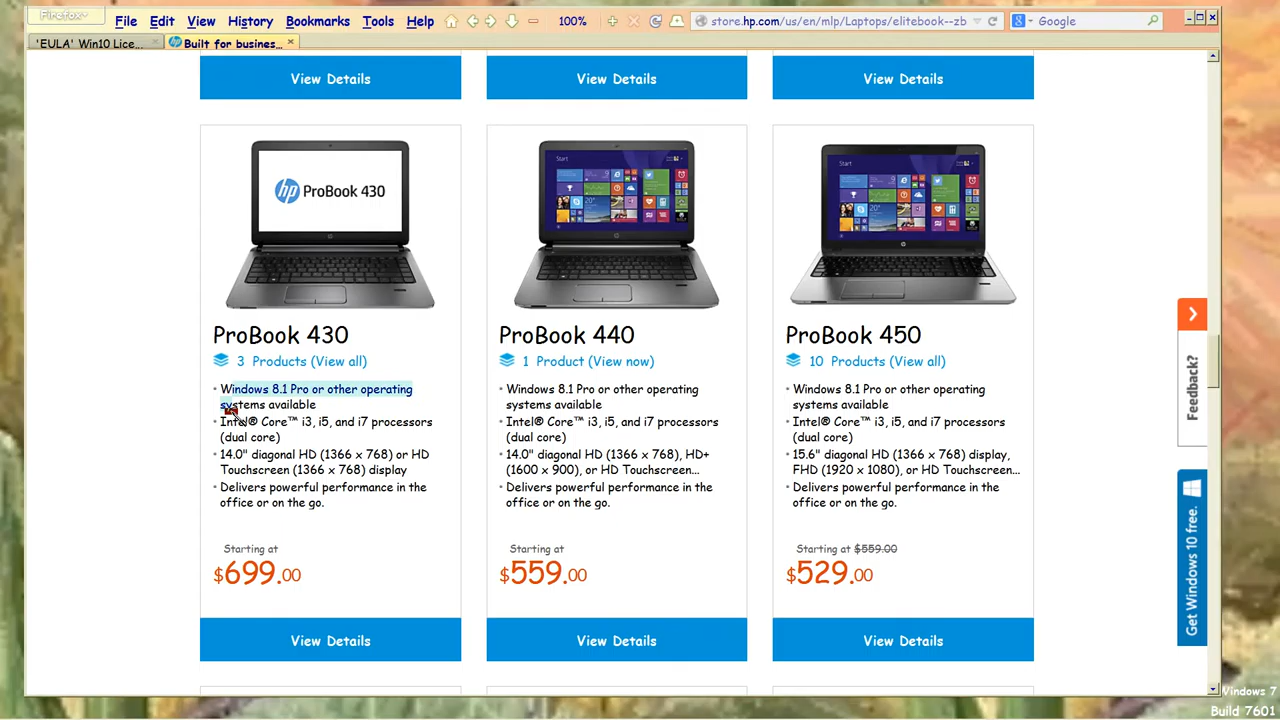 Firefox
File Edit View History Bookmarks Tools Help 100% store.hp.com/us/en/mlp/Laptops/elitebook--zb Google
'EULA' Win10 Lice... Built for busines...
View Details View Details View Details
hp ProBook 430
Start
Start
ProBook 430
3 Products (View all)
• Windows 8.1 Pro or other operating
systems available
• Intel® Core™ i3, i5, and i7 processors
(dual core)
• 14.0" diagonal HD (1366 x 768) or HD
Touchscreen (1366 x 768) display
• Delivers powerful performance in the
office or on the go.
Starting at
$699.00
View Details
ProBook 440
1 Product (View now)
• Windows 8.1 Pro or other operating
systems available
• Intel® Core™ i3, i5, and i7 processors
(dual core)
• 14.0" diagonal HD (1366 x 768), HD+
(1600 x 900), or HD Touchscreen...
• Delivers powerful performance in the
office or on the go.
Starting at
$559.00
View Details
ProBook 450
10 Products (View all)
• Windows 8.1 Pro or other operating
systems available
• Intel® Core™ i3, i5, and i7 processors
(dual core)
• 15.6" diagonal HD (1366 x 768) display,
FHD (1920 x 1080), or HD Touchscreen...
• Delivers powerful performance in the
office or on the go.
Starting at $559.00
$529.00
View Details
Feedback?
Get Windows 10 free.
Windows 7
Build 7601